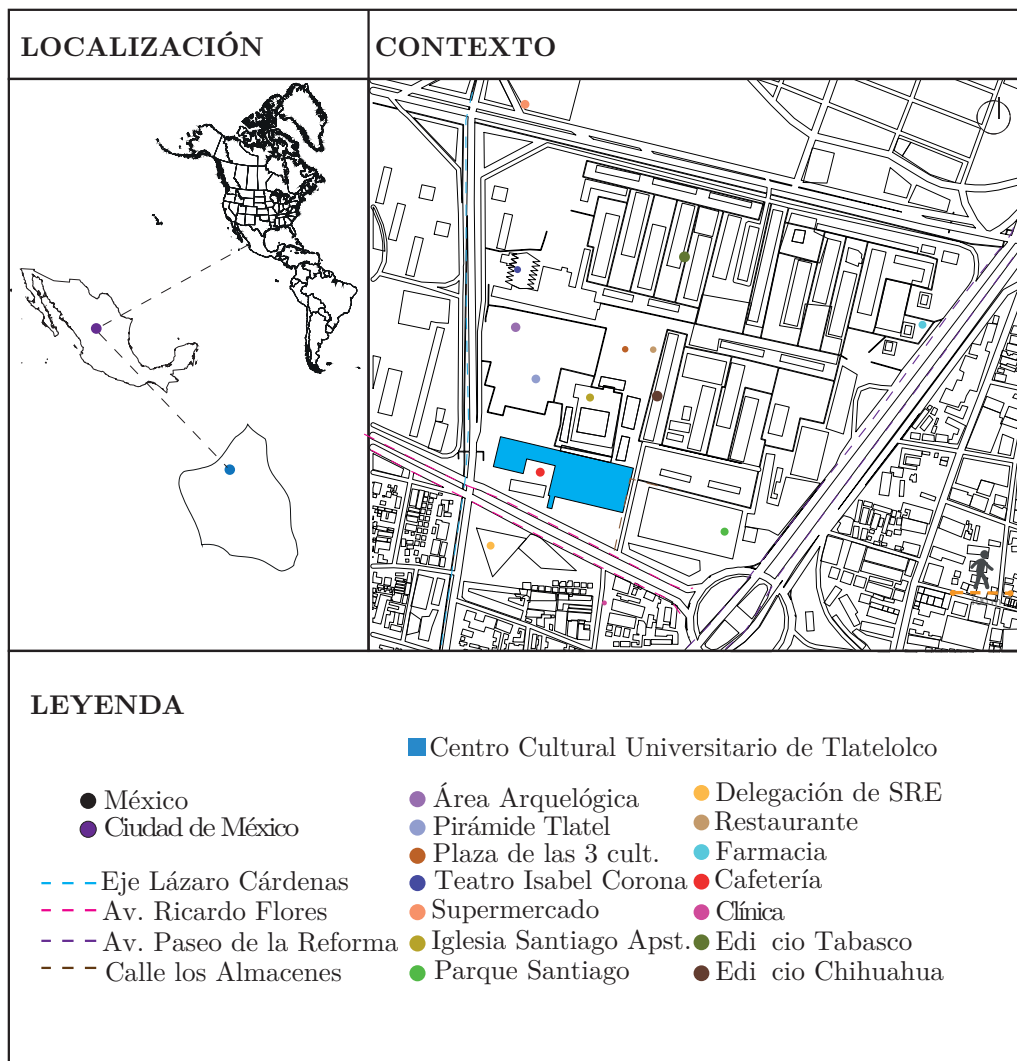 LOCALIZACIÓN
CONTEXTO
LEYENDA
Centro Cultural Universitario de Tlatelolco
México
Ciudad de México
Eje Lázaro Cárdenas
Av. Ricardo Flores
Av. Paseo de la Reforma
Calle los Almacenes
Área Arquelógica
Pirámide Tlatel
Plaza de las 3 cult.
Teatro Isabel Corona
Supermercado
Iglesia Santiago Apst.
Parque Santiago
Delegación de SRE
Restaurante
Farmacia
Cafetería
Clínica
Edi cio Tabasco
Edi cio Chihuahua